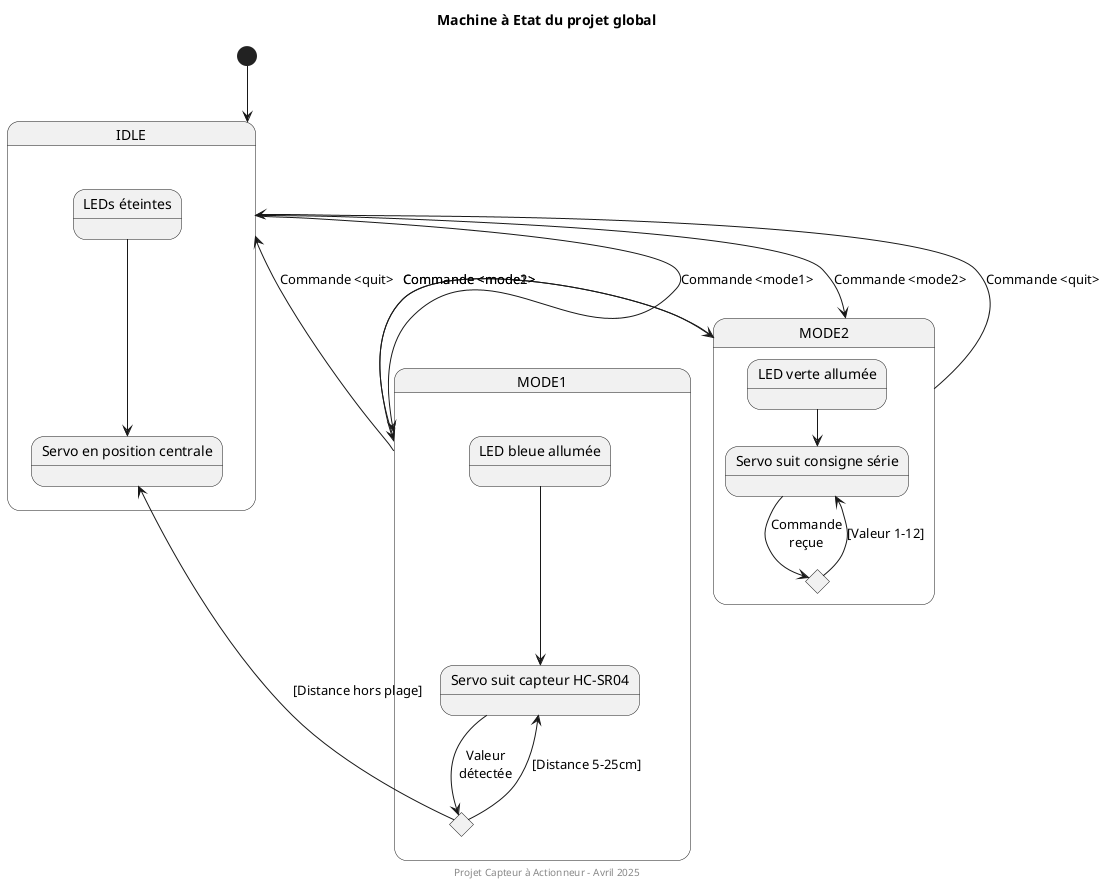 Machine à Etat du projet global
IDLE
LEDs éteintes
Commande <quit>
Commande <mode2>
Commande <mode1>
Commande <mode2>
Commande <quit>
MODE2
LED verte allumée
MODE1
LED bleue allumée
Servo en position centrale
Servo suit consigne série
Commande
reçue
[Valeur 1-12]
Servo suit capteur HC-SR04
[Distance hors plage]
Valeur
détectée
[Distance 5-25cm]
Projet Capteur à Actionneur - Avril 2025